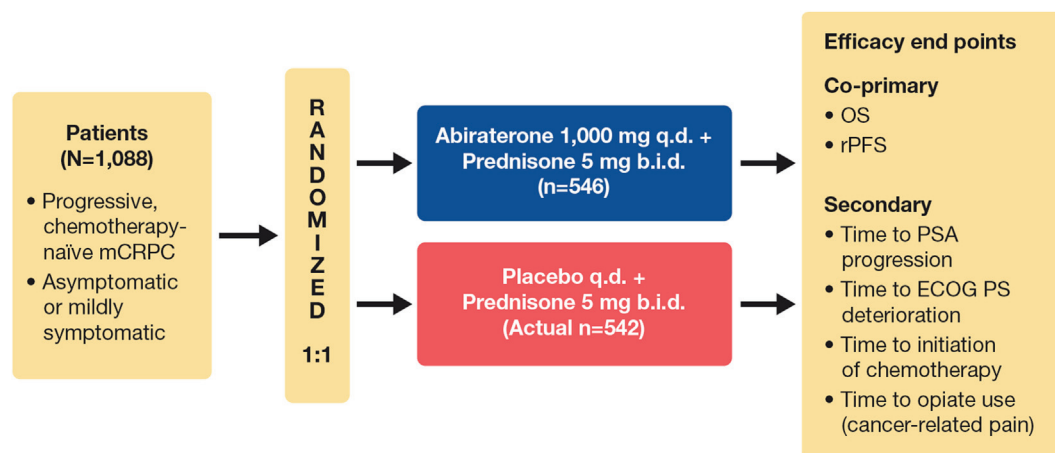 Patients
(N=1,088)
• Progressive,
chemotherapy-
naïve mCRPC
• Asymptomatic
or mildly
symptomatic
RANDOMIZED
1:1
Abiraterone 1,000 mg q.d. +
Prednisone 5 mg b.i.d.
(n=546)
Placebo q.d. +
Prednisone 5 mg b.i.d.
(Actual n=542)
Efficacy end points
Co-primary
• OS
• rPFS
Secondary
• Time to PSA
progression
• Time to ECOG PS
deterioration
• Time to initiation
of chemotherapy
• Time to opiate use
(cancer-related pain)